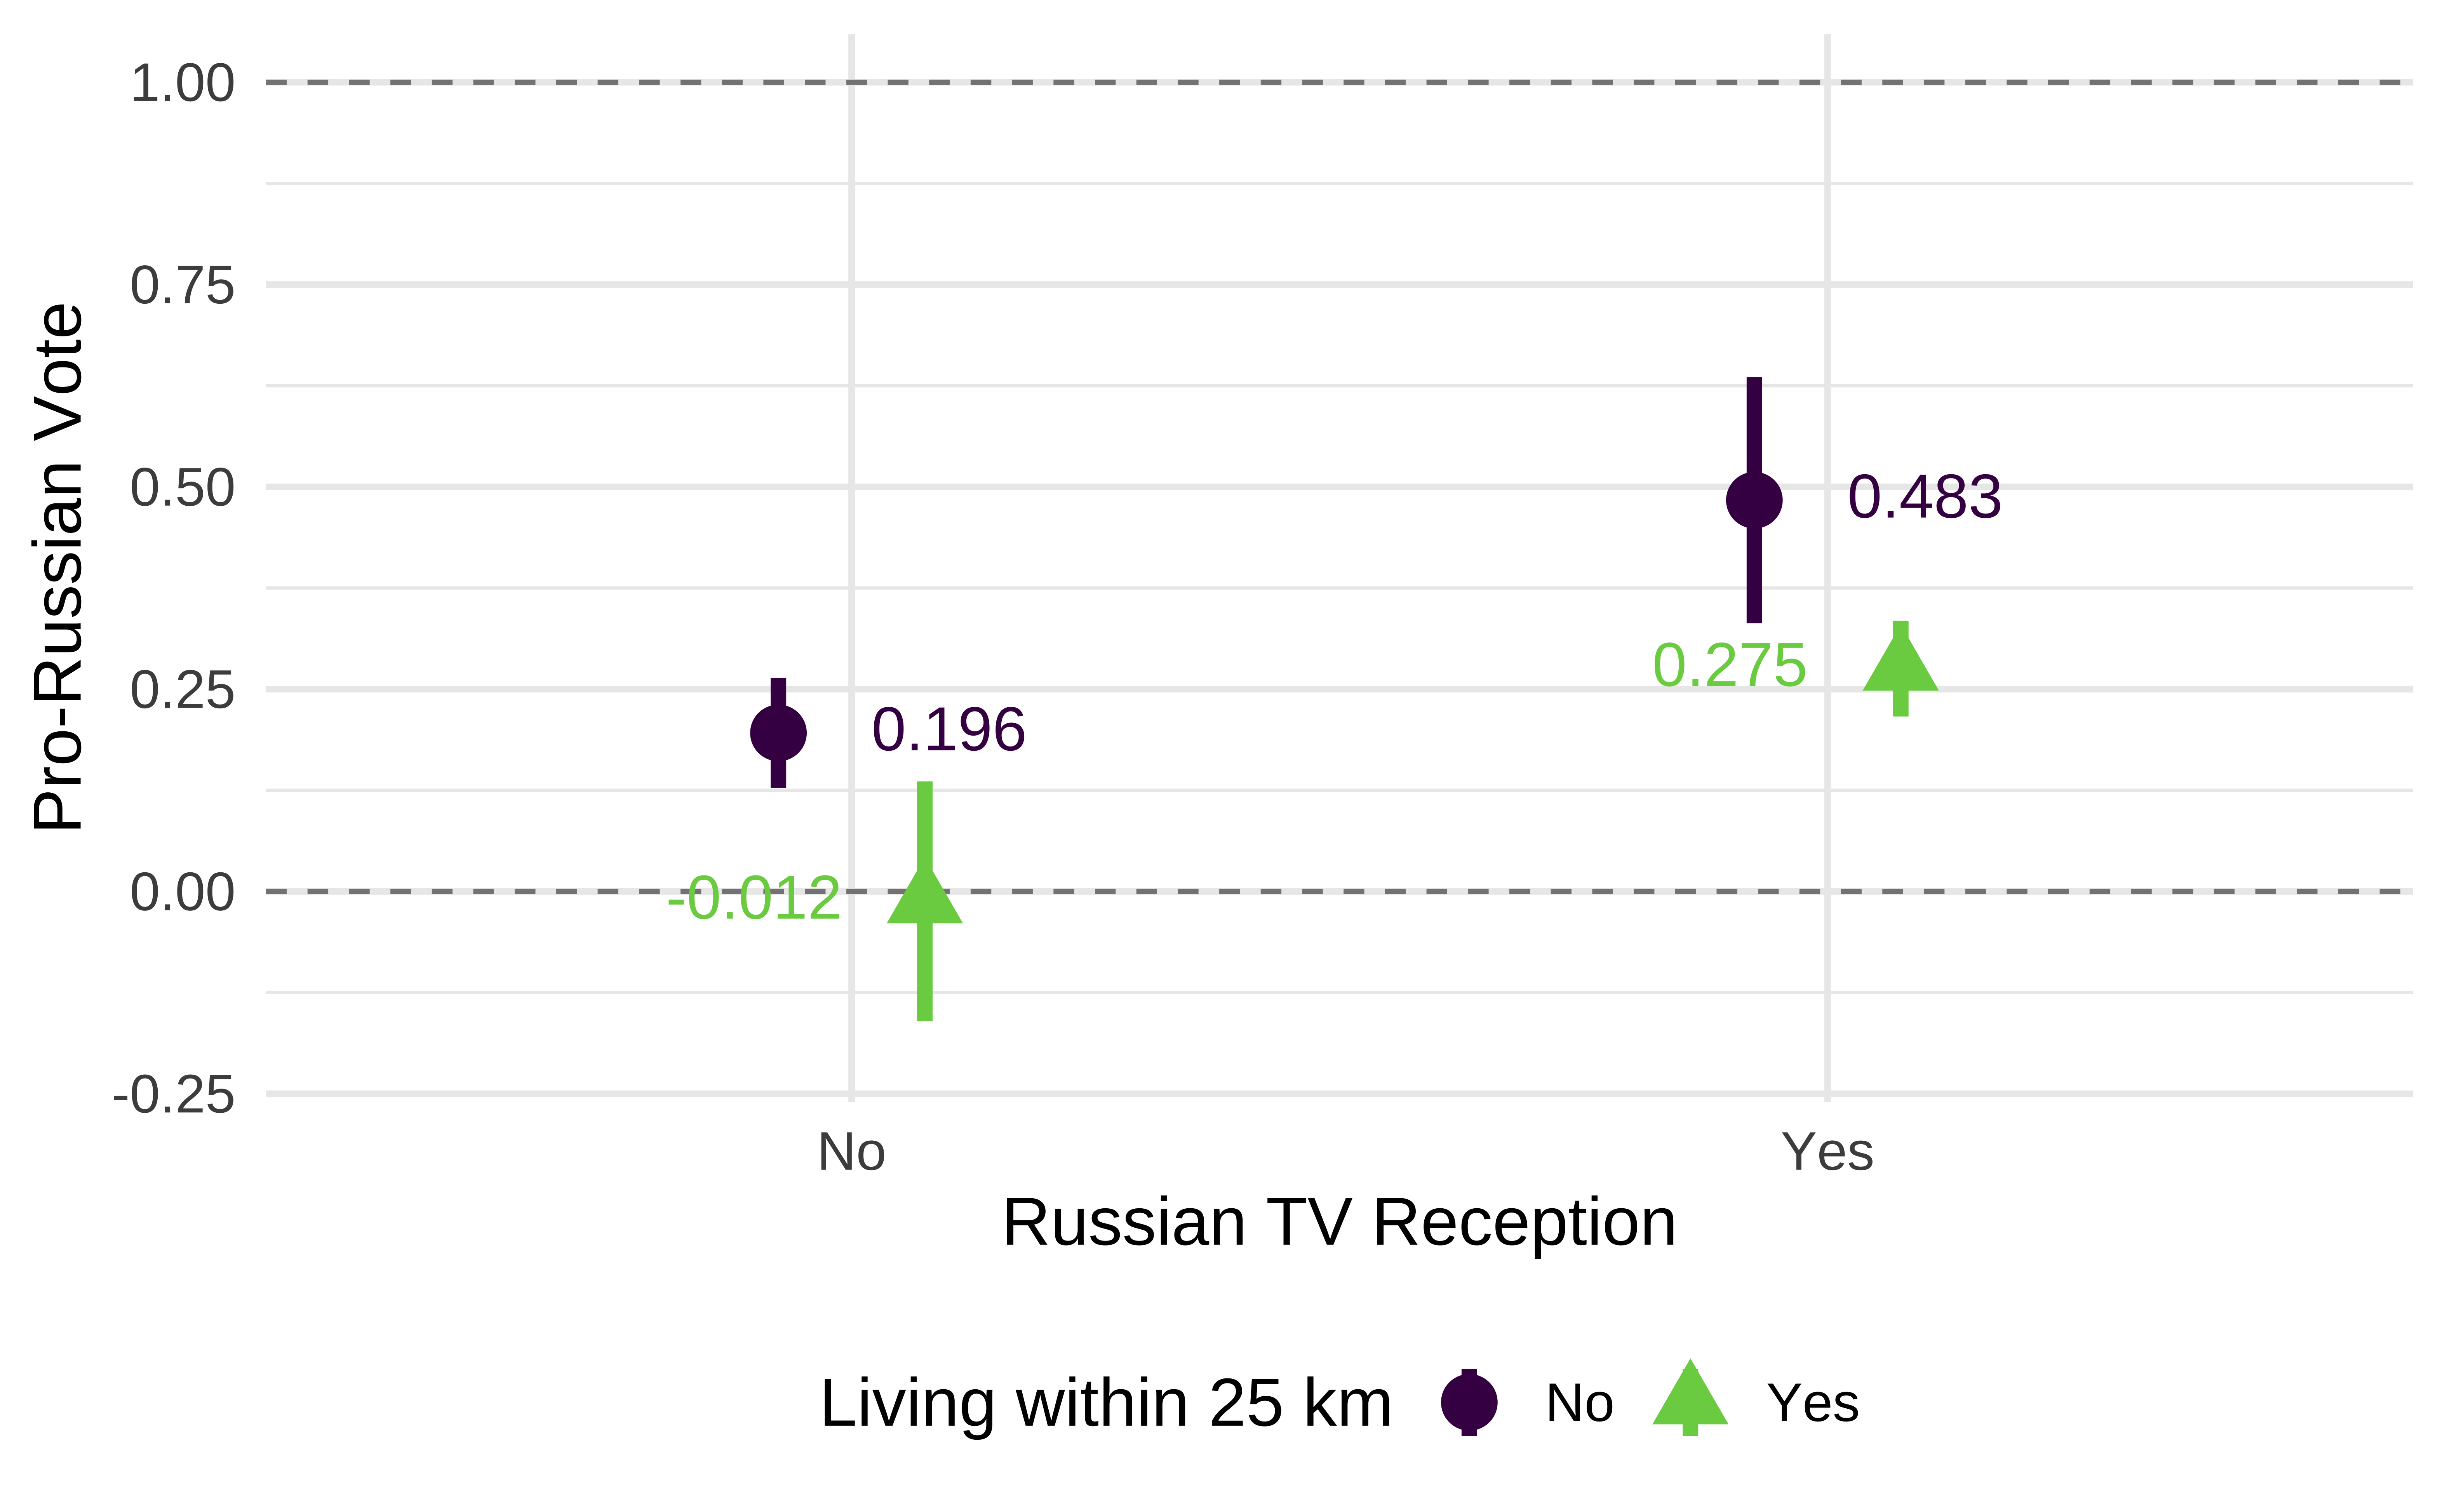 1.00
0.75
0.50
0.25
0.00
-0.25
Pro-Russian Vote
0.483
0.275
0.196
-0.012
No Yes
Russian TV Reception
Living within 25 km No Yes